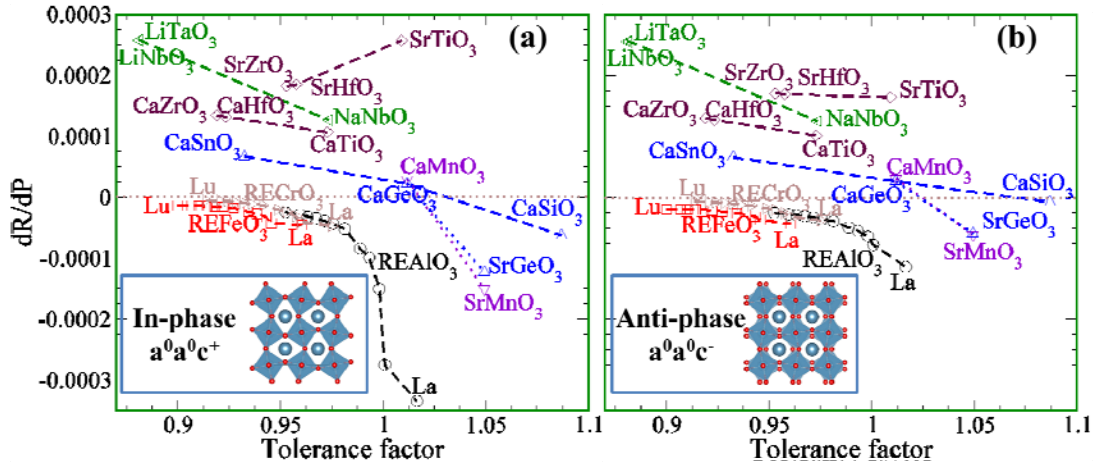 0.0003
0.0002
0.0001
0
-0.0001
-0.0002
-0.0003
dR/dP
(a)
LiTaO3
LiNbO3
SrTiO3
SrZrO3
SrHfO3
CaZrO3
CaHfO3
NaNbO3
CaTiO3
CaSnO3
CaMnO3
Lu
RECrO3
CaGeO3
CaSiO3
Lu
La
REFeO3
La
REAlO3
SrGeO3
SrMnO3
In-phase
a0a0c+
La
0.9
0.95
1
1.05
1.1
Tolerance factor
(b)
LiTaO3
LiNbO3
SrZrO3
SrHfO3
SrTiO3
CaZrO3
CaHfO3
NaNbO3
CaTiO3
CaSnO3
CaMnO3
CaGeO3
CaSiO3
Lu
RECrO3
Lu
La
REFeO3
La
SrGeO3
REAlO3
SrMnO3
La
Anti-phase
a0a0c-
0.9
0.95
1
1.05
1.1
Tolerance factor